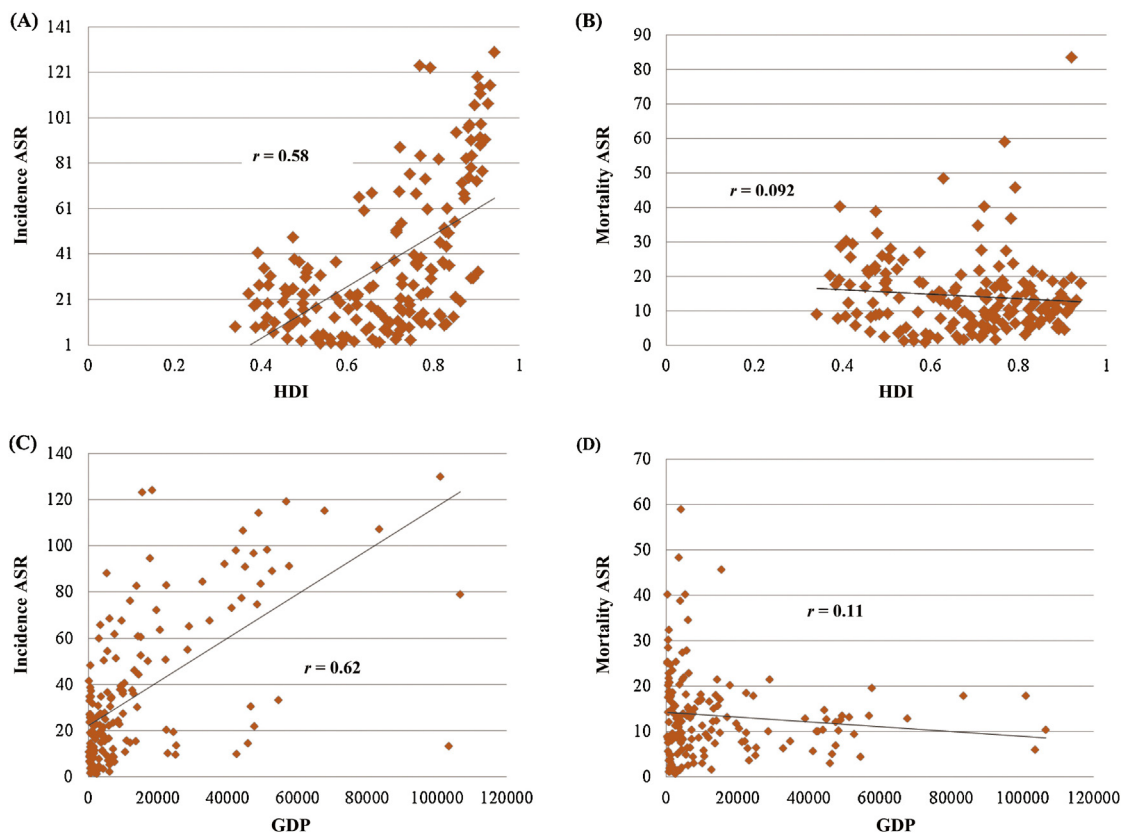 (A)
141
121
101
81
61
41
21
1
Incidence ASR
r = 0.58
0 0.2 0.4 0.6 0.8 1
HDI
(B)
90
80
70
60
50
40
30
20
10
0
Mortality ASR
r = 0.092
0 0.2 0.4 0.6 0.8 1
HDI
(C)
140
120
100
80
60
40
20
0
Incidence ASR
r = 0.62
0 20000 40000 60000 80000 100000 120000
GDP
(D)
70
60
50
40
30
20
10
0
Mortality ASR
r = 0.11
0 20000 40000 60000 80000 100000 120000
GDP